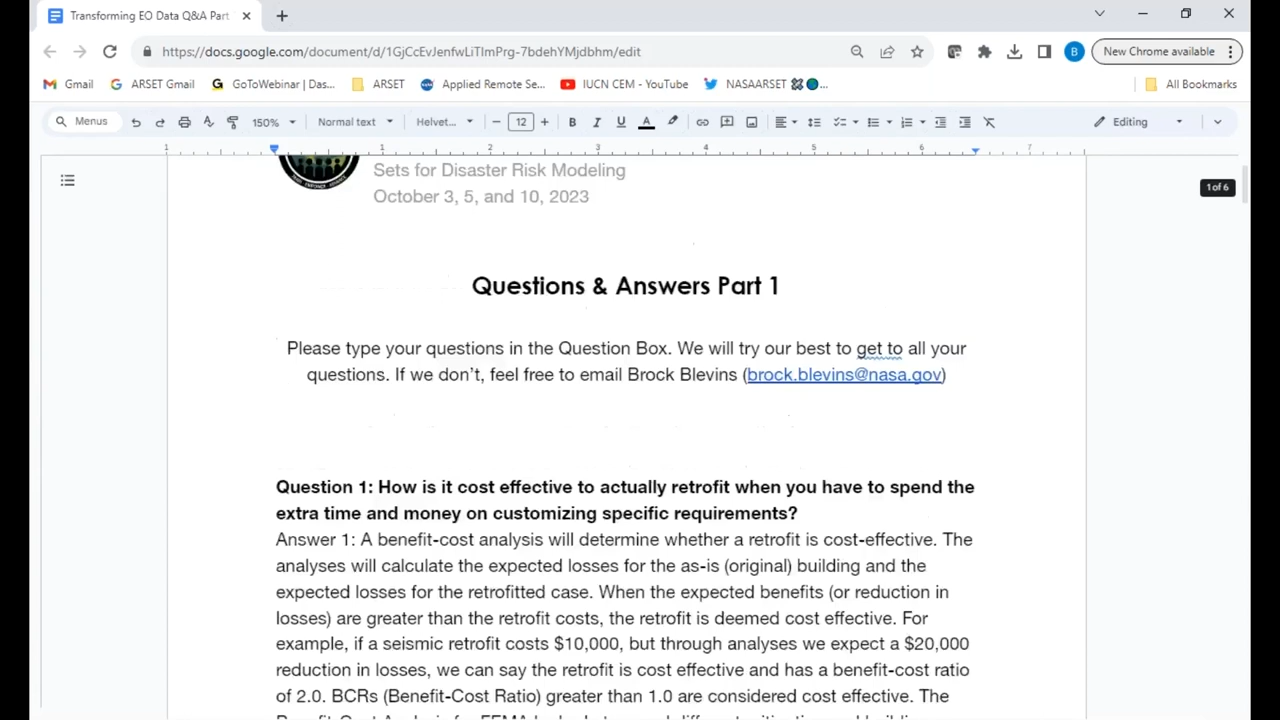 Transforming EO Data Q&A Part
https://docs.google.com/document/d/1GjCcEvJenfwLiTlmPrg-7bdehYMjdbhm/edit
B
New Chrome available
Gmail
ARSET Gmail
GoToWebinar | Das...
ARSET
Applied Remote Se...
IUCN CEM - YouTube
NASAARSET
All Bookmarks
Menus
150%
Normal text
Helvet...
12
B I U A
Editing
1 1 2 3 4 5 6 7
1 of 6
Sets for Disaster Risk Modeling
October 3, 5, and 10, 2023
Questions & Answers Part 1
Please type your questions in the Question Box. We will try our best to get to all your
questions. If we don't, feel free to email Brock Blevins (brock.blevins@nasa.gov)
Question 1: How is it cost effective to actually retrofit when you have to spend the
extra time and money on customizing specific requirements?
Answer 1: A benefit-cost analysis will determine whether a retrofit is cost-effective. The
analyses will calculate the expected losses for the as-is (original) building and the
expected losses for the retrofitted case. When the expected benefits (or reduction in
losses) are greater than the retrofit costs, the retrofit is deemed cost effective. For
example, if a seismic retrofit costs $10,000, but through analyses we expect a $20,000
reduction in losses, we can say the retrofit is cost effective and has a benefit-cost ratio
of 2.0. BCRs (Benefit-Cost Ratio) greater than 1.0 are considered cost effective. The